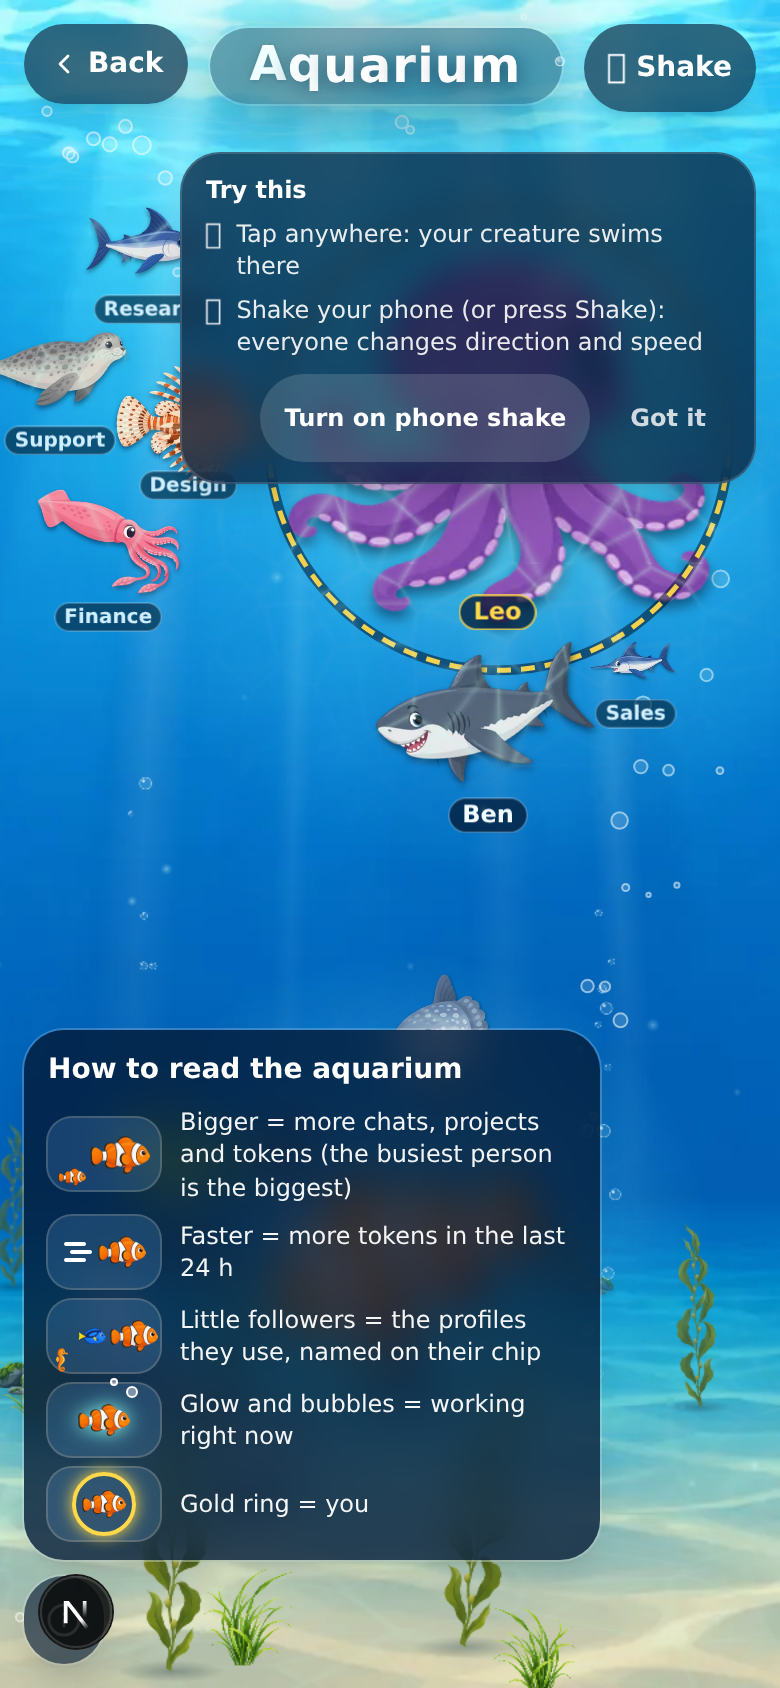 Back
Aquarium
Shake
Try this
Tap anywhere: your creature swims
there
Shake your phone (or press Shake):
everyone changes direction and speed
Turn on phone shake
Got it
Support
Design
Finance
Leo
Sales
Ben
How to read the aquarium
Bigger = more chats, projects
and tokens (the busiest person
is the biggest)
Faster = more tokens in the last
24 h
Little followers = the profiles
they use, named on their chip
Glow and bubbles = working
right now
Gold ring = you
N